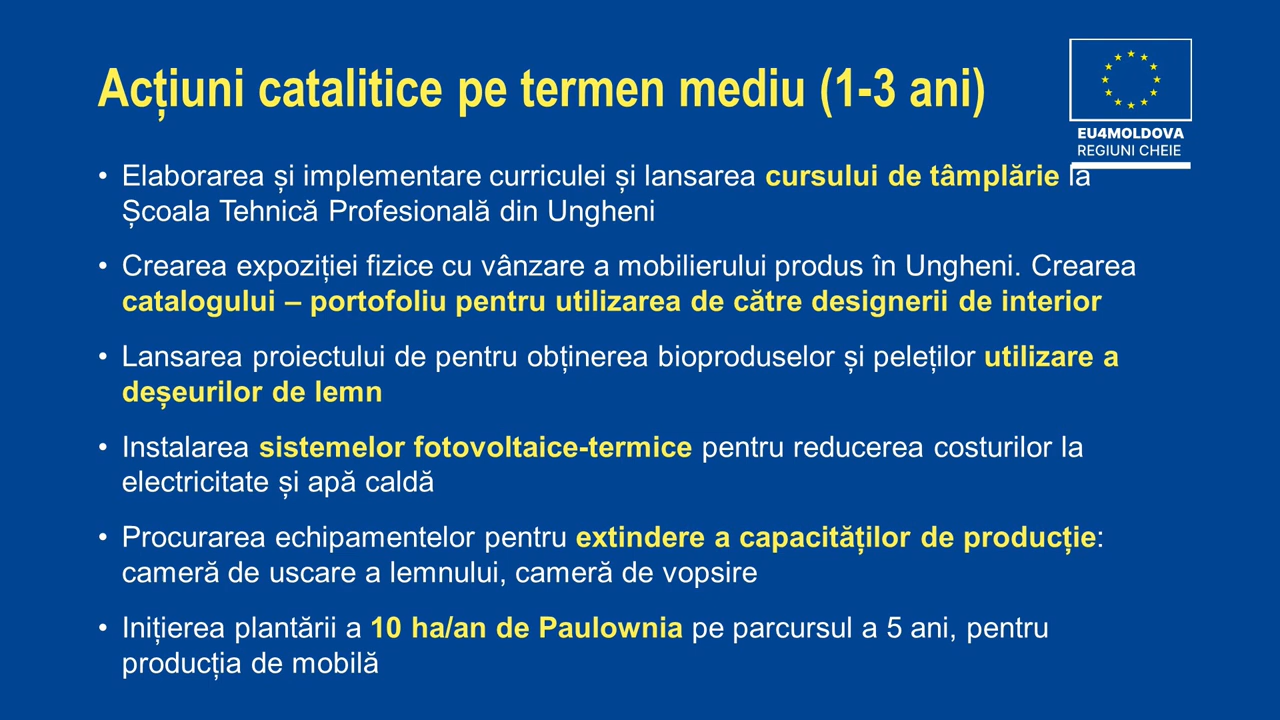 Acțiuni catalitice pe termen mediu (1-3 ani)
EU4MOLDOVA
REGIUNI CHEIE
• Elaborarea și implementare curriculei și lansarea cursului de tâmplărie la
Școala Tehnică Profesională din Ungheni
• Crearea expoziției fizice cu vânzare a mobilierului produs în Ungheni. Crearea
catalogului – portofoliu pentru utilizarea de către designerii de interior
• Lansarea proiectului de pentru obținerea bioproduselor și peleților utilizare a
deșeurilor de lemn
• Instalarea sistemelor fotovoltaice-termice pentru reducerea costurilor la
electricitate și apă caldă
• Procurarea echipamentelor pentru extindere a capacităților de producție:
cameră de uscare a lemnului, cameră de vopsire
• Inițierea plantării a 10 ha/an de Paulownia pe parcursul a 5 ani, pentru
producția de mobilă